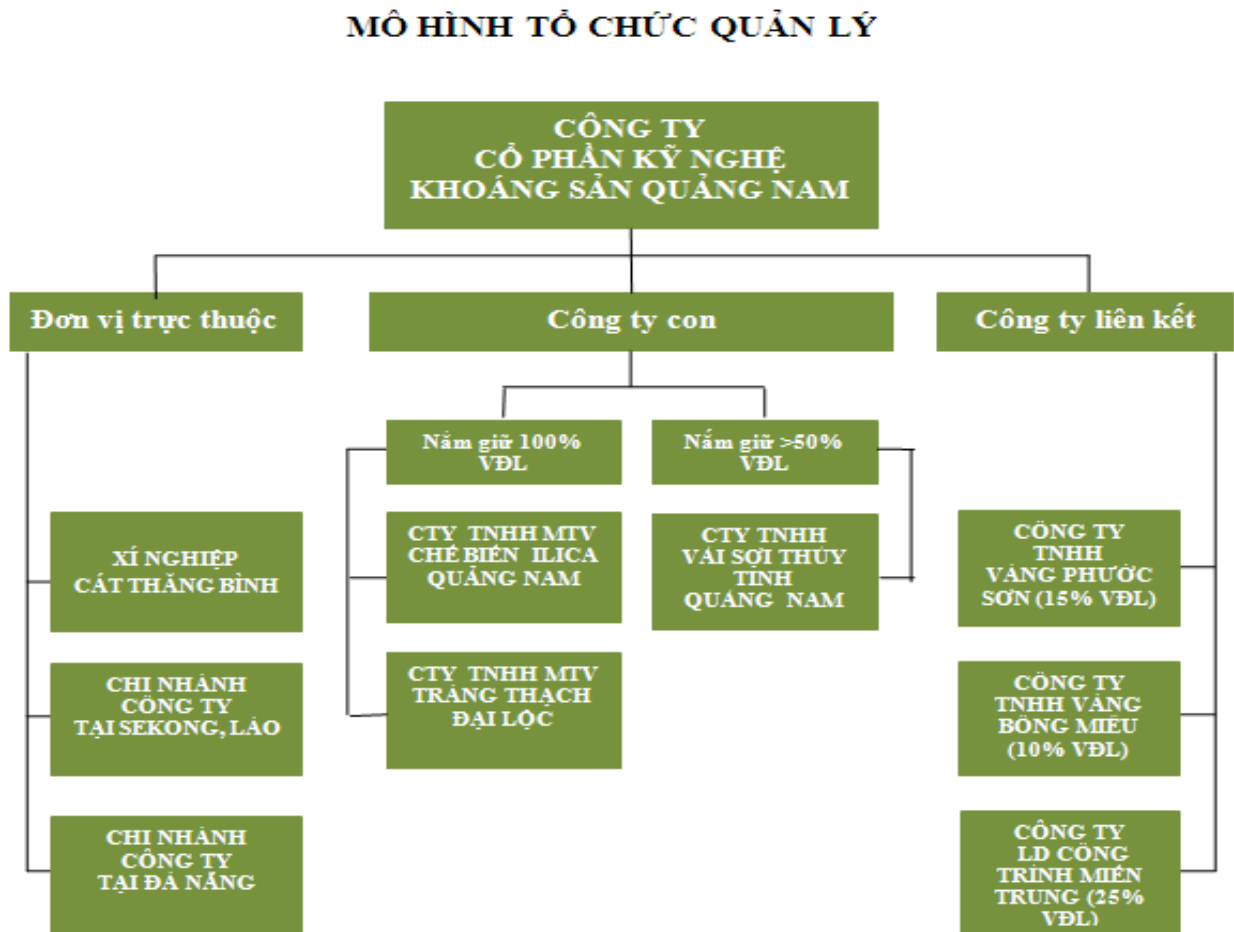 MÔ HÌNH TỔ CHỨC QUẢN LÝ
CÔNG TY
CỔ PHẦN KỸ NGHỆ
KHOÁNG SẢN QUẢNG NAM
Đơn vị trực thuộc
Công ty con
Công ty liên kết
Nắm giữ 100%
VĐL
Nắm giữ >50%
VĐL
XÍ NGHIỆP
CÁT THĂNG BÌNH
CHI NHÁNH
CÔNG TY
TẠI SEKONG, LÀO
CHI NHÁNH
CÔNG TY
TẠI ĐÀ NẴNG
CTY TNHH MTV
CHẾ BIẾN ILICA
QUẢNG NAM
CTY TNHH MTV
TRÀNG THẠCH
ĐẠI LỘC
CTY TNHH
VẢI SỢI THỦY
TINH
QUẢNG NAM
CÔNG TY
TNHH
VÀNG PHƯỚC
SƠN (15% VĐL)
CÔNG TY
TNHH VÀNG
BỒNG MIÊU
(10% VĐL)
CÔNG TY
LD CÔNG
TRÌNH MIỀN
TRUNG (25%
VĐL)